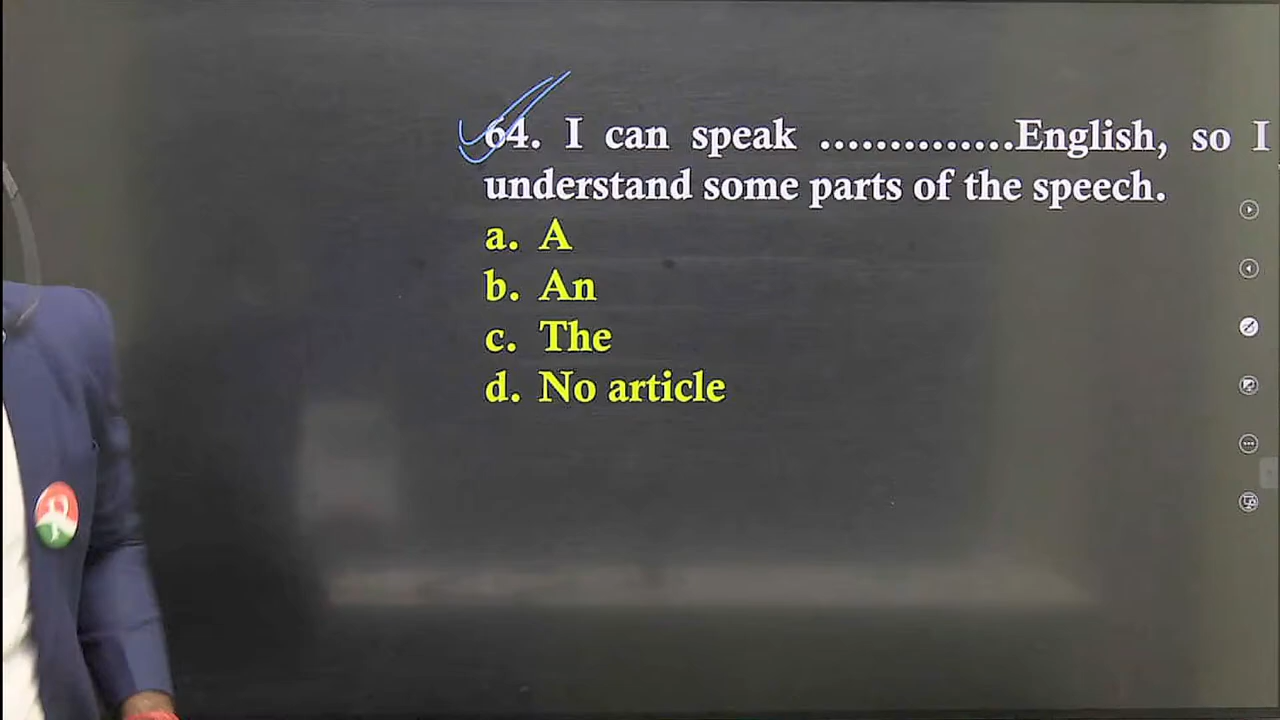 64. I can speak ..............English, so I
understand some parts of the speech.
a. A
b. An
c. The
d. No article